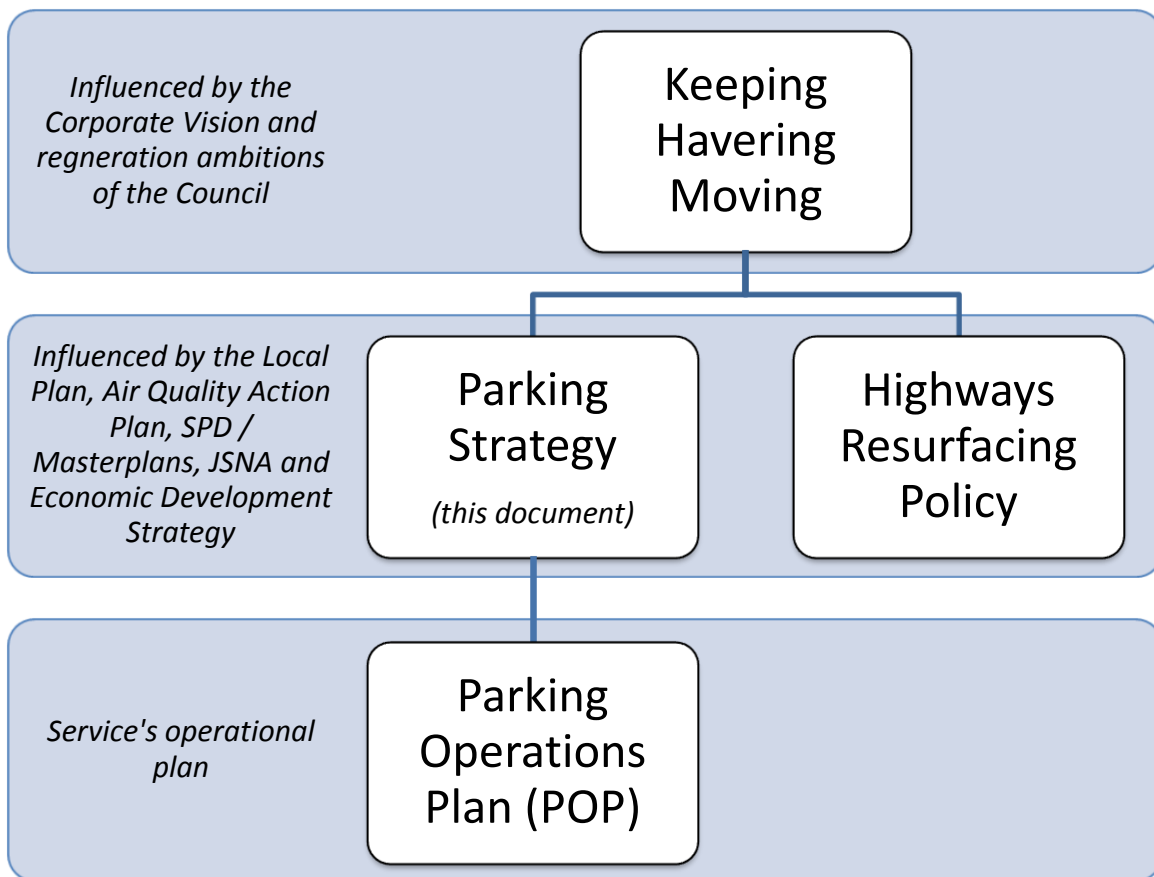 Influenced by the
Corporate Vision and
regneration ambitions
of the Council
Keeping
Havering
Moving
Influenced by the Local
Plan, Air Quality Action
Plan, SPD /
Masterplans, JSNA and
Economic Development
Strategy
Parking
Strategy
(this document)
Highways
Resurfacing
Policy
Service's operational
plan
Parking
Operations
Plan (POP)